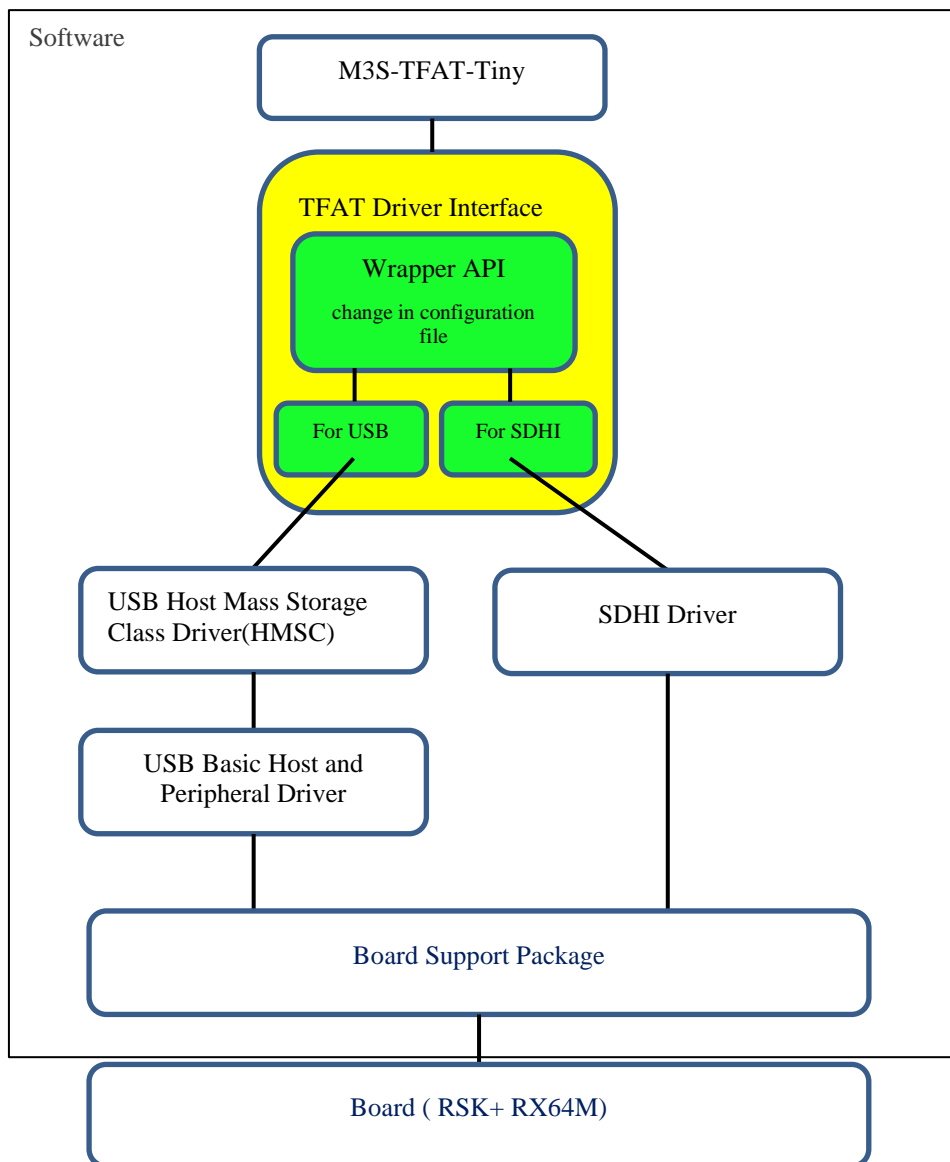 Software
M3S-TFAT-Tiny
TFAT Driver Interface
Wrapper API
change in configuration
file
For USB
For SDHI
USB Host Mass Storage
Class Driver(HMSC)
SDHI Driver
USB Basic Host and
Peripheral Driver
Board Support Package
Board ( RSK+ RX64M)